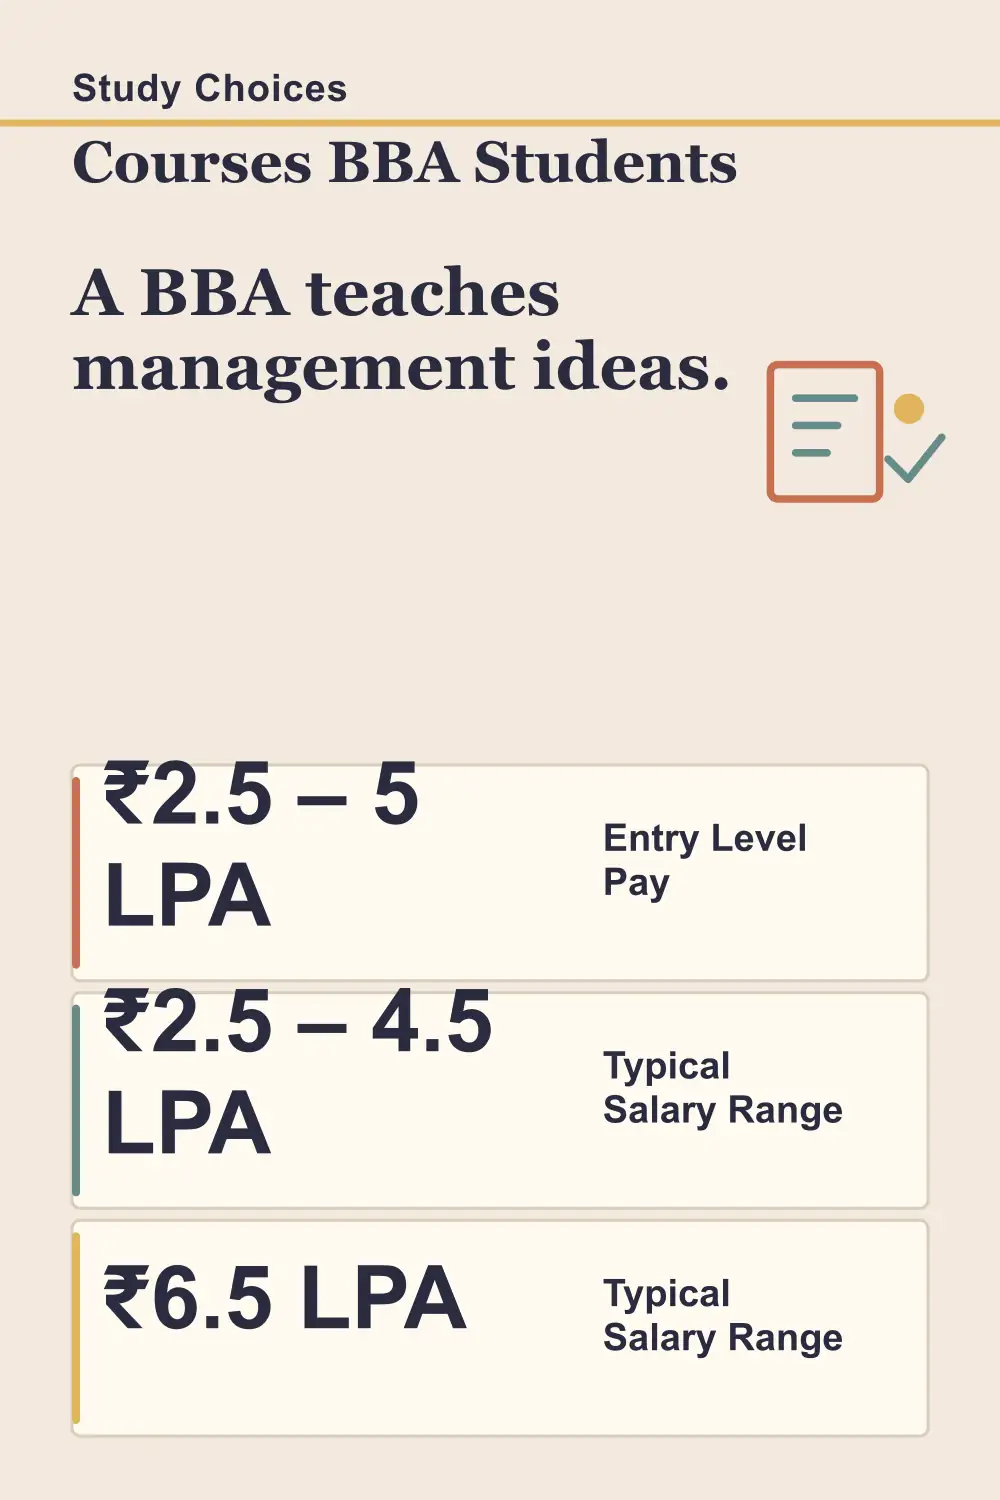 Study Choices
Courses BBA Students
A BBA teaches
management ideas.
₹2.5 – 5
LPA
Entry Level
Pay
₹2.5 – 4.5
LPA
Typical
Salary Range
₹6.5 LPA
Typical
Salary Range